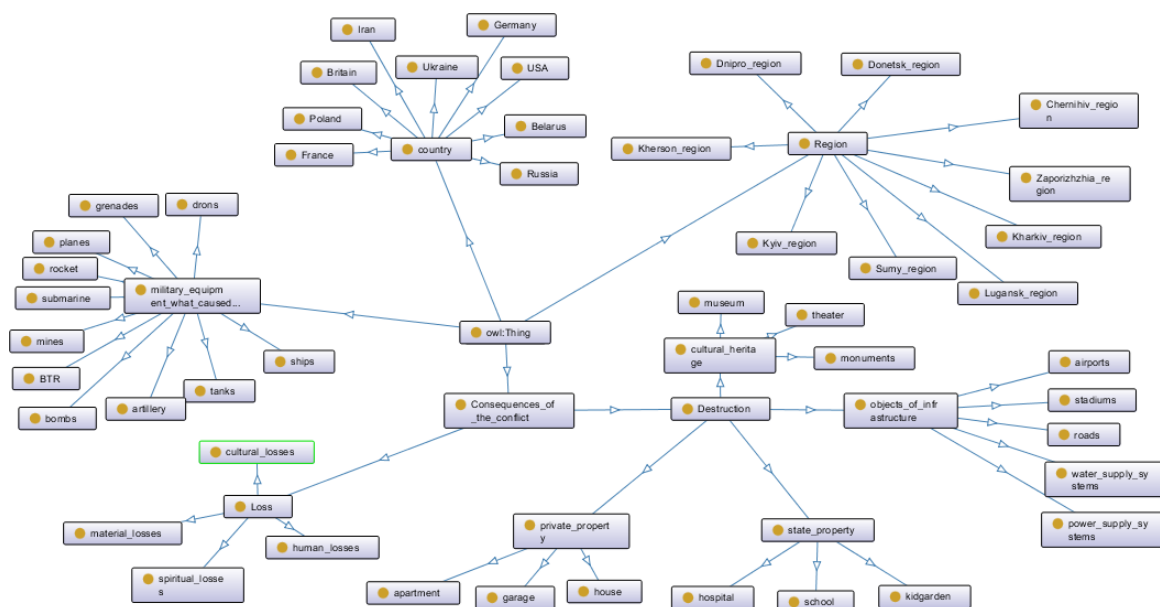 Iran
Germany
Britain
Ukraine
USA
Poland
Belarus
France
country
Russia
Dnipro_region
Donetsk_region
Chernihiv_regio
n
Kherson_region
Region
Zaporizhzhia_re
gion
Kyiv_region
Kharkiv_region
Sumy_region
Lugansk_region
grenades
drons
planes
rocket
submarine
military_equipm
ent_what_caused...
mines
BTR
bombs
artillery
tanks
ships
owl:Thing
museum
theater
cultural_herita
ge
monuments
airports
stadiums
roads
water_supply_sy
stems
power_supply_sy
stems
Consequences_of
_the_conflict
Destruction
objects_of_infr
astructure
cultural_losses
Loss
material_losses
human_losses
spiritual_losse
s
private_propert
y
state_property
apartment
garage
house
hospital
school
kidgarden